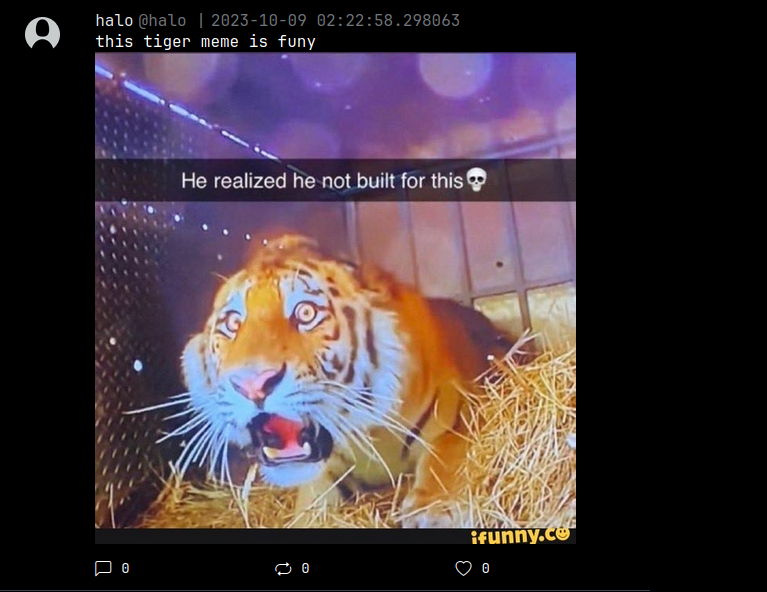 halo @halo | 2023-10-09 02:22:58.298063
this tiger meme is funy
He realized he not built for this💀
ifunny.co
0 0 0